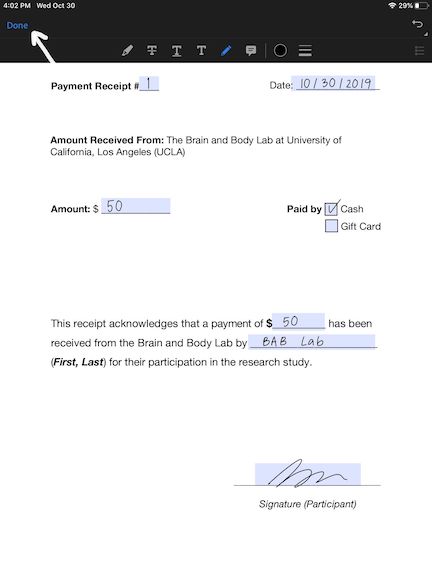 4:02 PM Wed Oct 30 29%
Done
T T T
Payment Receipt # 1 Date: 10/30/2019
Amount Received From: The Brain and Body Lab at University of
California, Los Angeles (UCLA)
Amount: $ 50 Paid by Cash
Gift Card
This receipt acknowledges that a payment of $ 50 has been
received from the Brain and Body Lab by BAB Lab
(First, Last) for their participation in the research study.
Signature (Participant)